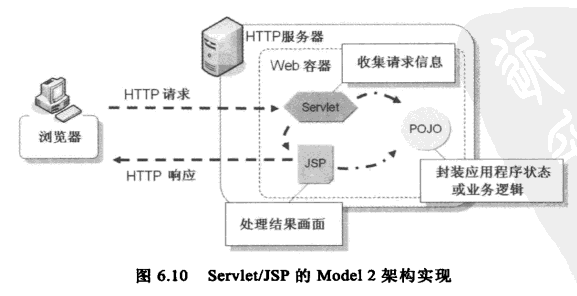 HTTP服务器
Web 容器
收集请求信息
HTTP 请求
Servlet
POJO
浏览器
JSP
HTTP 响应
封装应用程序状态
或业务逻辑
处理结果画面
图 6.10 Servlet/JSP 的 Model 2 架构实现